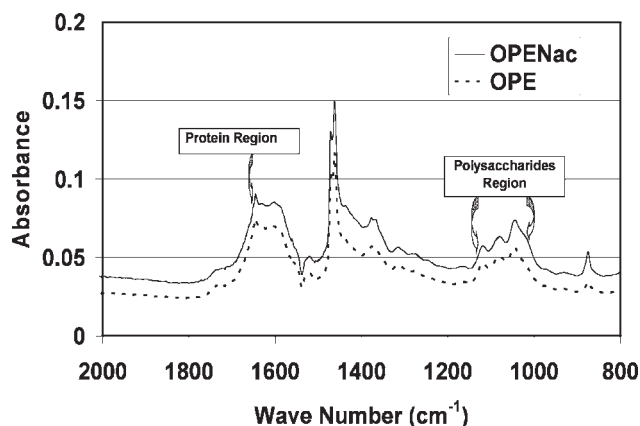 0.2
0.15
0.1
0.05
0
Absorbance
OPENac
OPE
Protein Region
Polysaccharides
Region
2000 1800 1600 1400 1200 1000 800
Wave Number (cm⁻¹)